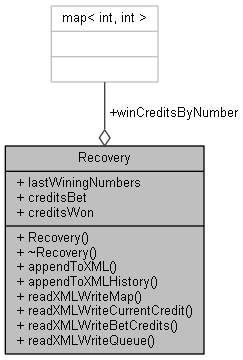 map< int, int >
+winCreditsByNumber
Recovery
+ lastWiningNumbers
+ creditsBet
+ creditsWon
+ Recovery()
+ ~Recovery()
+ appendToXML()
+ appendToXMLHistory()
+ readXMLWriteMap()
+ readXMLWriteCurrentCredit()
+ readXMLWriteBetCredits()
+ readXMLWriteQueue()